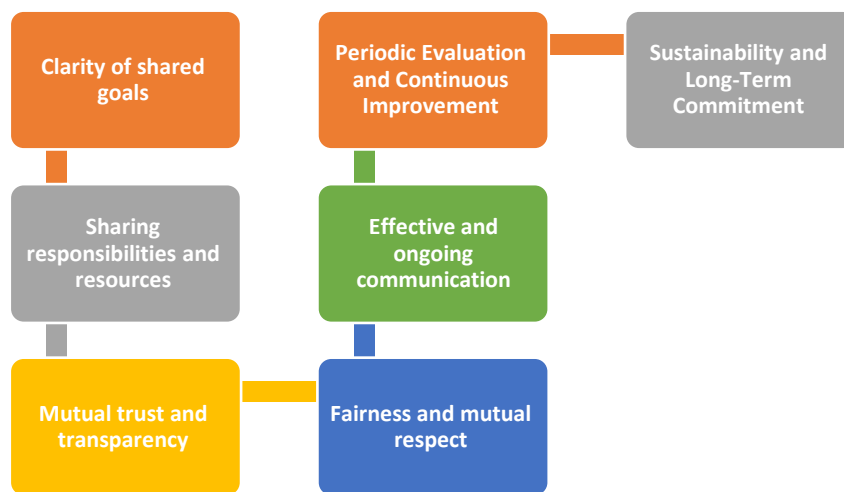 Clarity of shared
goals
Sharing
responsibilities and
resources
Mutual trust and
transparency
Fairness and mutual
respect
Effective and
ongoing
communication
Periodic Evaluation
and Continuous
Improvement
Sustainability and
Long-Term
Commitment